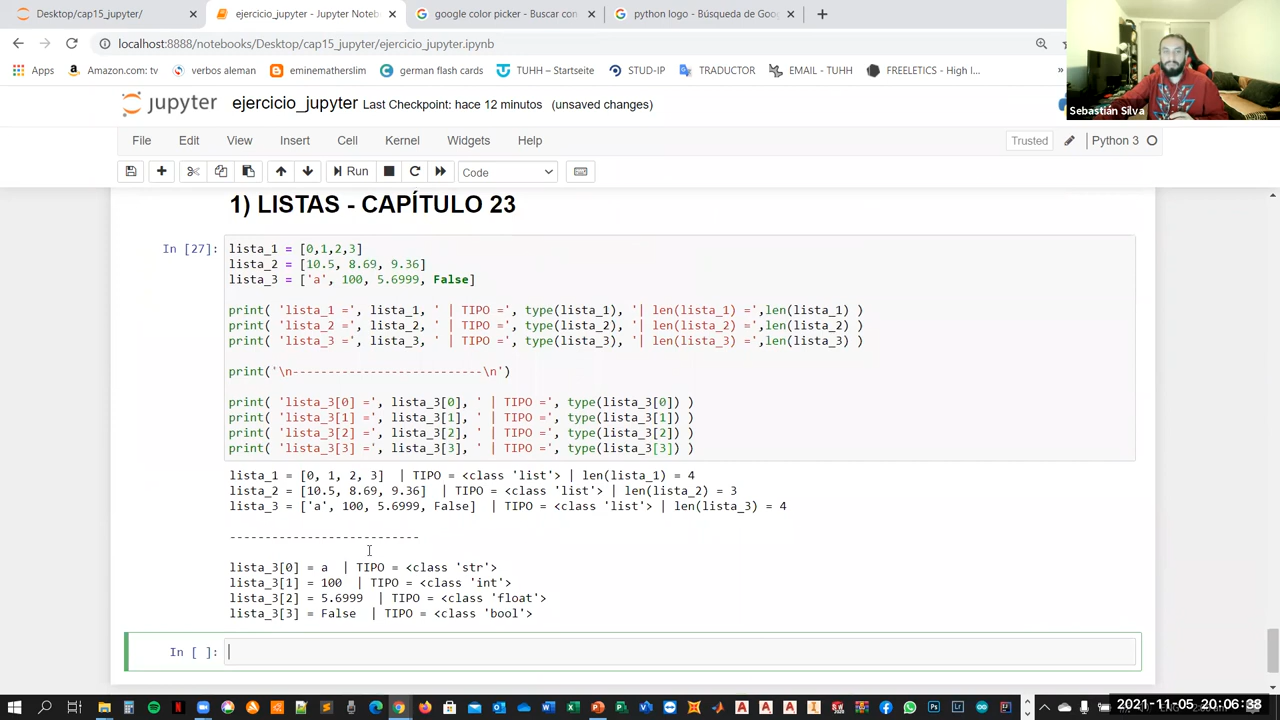 Desktop/cap15_jupyter/
ejercicio_jupyter - Jupyter Noteb
google color picker - Buscar con
python logo - Búsqueda de Goo
localhost:8888/notebooks/Desktop/cap15_jupyter/ejercicio_jupyter.ipynb
Apps Amazon.com: tv verbos aleman eminematherslim german flash cards TUHH – Startseite STUD-IP TRADUCTOR EMAIL - TUHH FREELETICS - High I...
Sebastián Silva
jupyter ejercicio_jupyter Last Checkpoint: hace 12 minutos (unsaved changes)
File Edit View Insert Cell Kernel Widgets Help Trusted Python 3
Run Code
1) LISTAS - CAPÍTULO 23
In [27]: lista_1 = [0,1,2,3]
lista_2 = [10.5, 8.69, 9.36]
lista_3 = ['a', 100, 5.6999, False]
print( 'lista_1 =', lista_1, ' | TIPO =', type(lista_1), '| len(lista_1) =',len(lista_1) )
print( 'lista_2 =', lista_2, ' | TIPO =', type(lista_2), '| len(lista_2) =',len(lista_2) )
print( 'lista_3 =', lista_3, ' | TIPO =', type(lista_3), '| len(lista_3) =',len(lista_3) )
print('\n---------------------------\n')
print( 'lista_3[0] =', lista_3[0], ' | TIPO =', type(lista_3[0]) )
print( 'lista_3[1] =', lista_3[1], ' | TIPO =', type(lista_3[1]) )
print( 'lista_3[2] =', lista_3[2], ' | TIPO =', type(lista_3[2]) )
print( 'lista_3[3] =', lista_3[3], ' | TIPO =', type(lista_3[3]) )
lista_1 = [0, 1, 2, 3]  | TIPO = <class 'list'> | len(lista_1) = 4
lista_2 = [10.5, 8.69, 9.36]  | TIPO = <class 'list'> | len(lista_2) = 3
lista_3 = ['a', 100, 5.6999, False]  | TIPO = <class 'list'> | len(lista_3) = 4
---------------------------
lista_3[0] = a  | TIPO = <class 'str'>
lista_3[1] = 100  | TIPO = <class 'int'>
lista_3[2] = 5.6999  | TIPO = <class 'float'>
lista_3[3] = False  | TIPO = <class 'bool'>
In [ ]:
2021-11-05 20:06:38